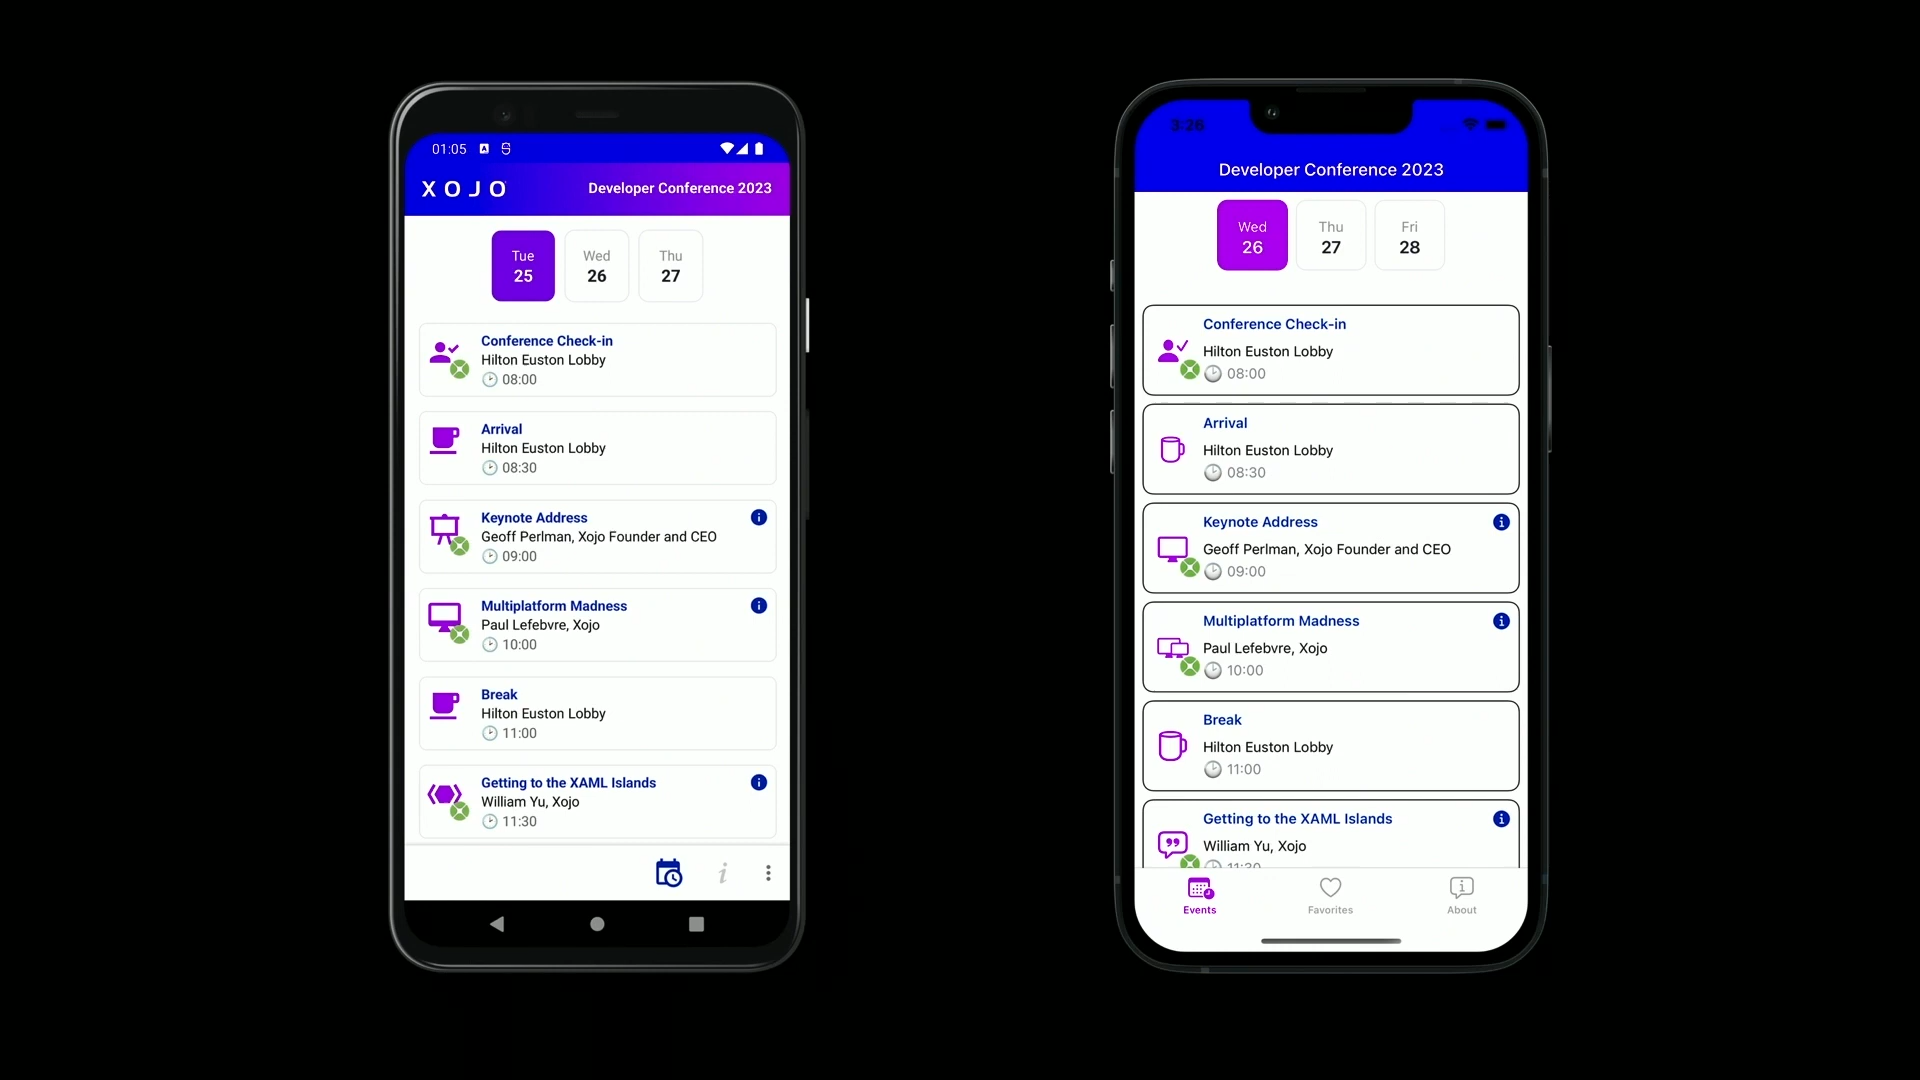 01:05
XOJO
Developer Conference 2023
Tue
25
Wed
26
Thu
27
Conference Check-in
Hilton Euston Lobby
08:00
Arrival
Hilton Euston Lobby
08:30
Keynote Address
Geoff Perlman, Xojo Founder and CEO
09:00
Multiplatform Madness
Paul Lefebvre, Xojo
10:00
Break
Hilton Euston Lobby
11:00
Getting to the XAML Islands
William Yu, Xojo
11:30
3:26
Developer Conference 2023
Wed
26
Thu
27
Fri
28
Conference Check-in
Hilton Euston Lobby
08:00
Arrival
Hilton Euston Lobby
08:30
Keynote Address
Geoff Perlman, Xojo Founder and CEO
09:00
Multiplatform Madness
Paul Lefebvre, Xojo
10:00
Break
Hilton Euston Lobby
11:00
Getting to the XAML Islands
William Yu, Xojo
11:30
Events
Favorites
About